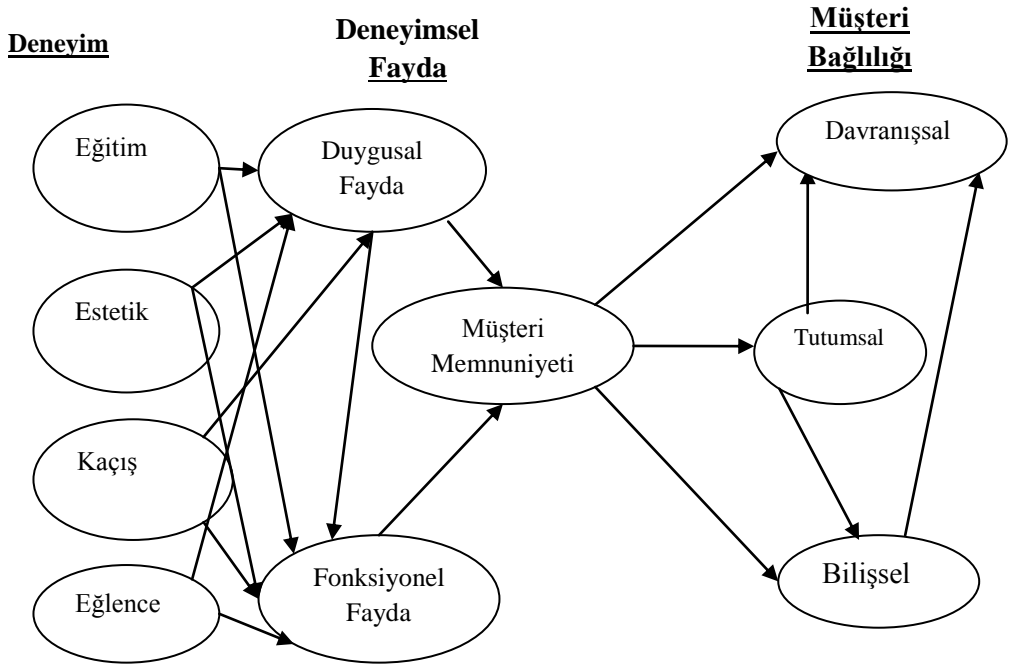 Deneyim
Deneyimsel
Fayda
Müşteri
Bağlılığı
Eğitim
Estetik
Kaçış
Eğlence
Duygusal
Fayda
Fonksiyonel
Fayda
Müşteri
Memnuniyeti
Davranışsal
Tutumsal
Bilişsel